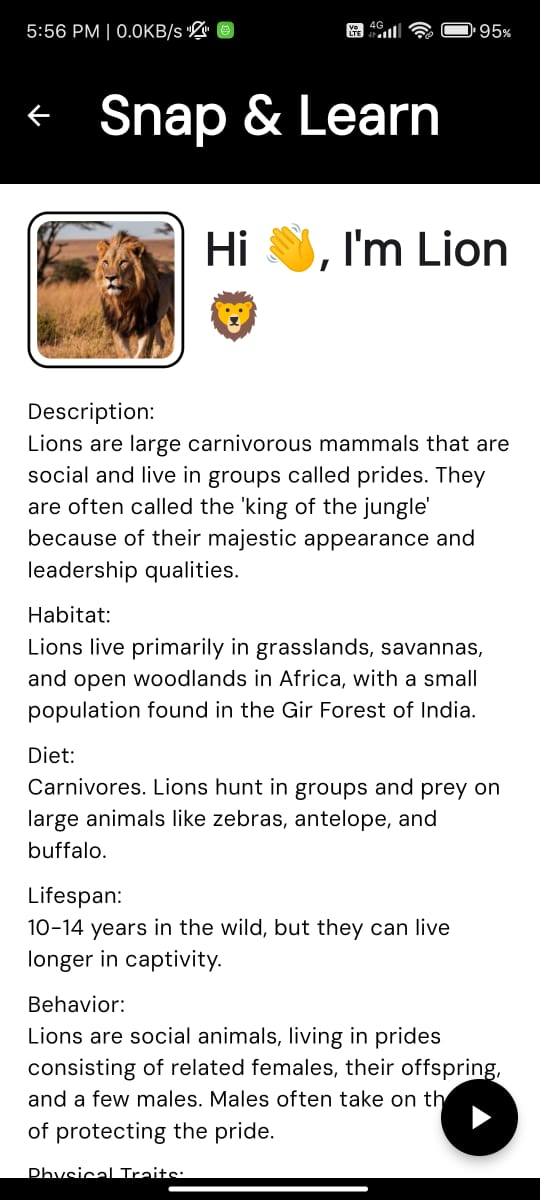 5:56 PM | 0.0KB/s
Vo LTE 4G 95%
Snap & Learn
Hi 👋, I'm Lion
🦁
Description:
Lions are large carnivorous mammals that are
social and live in groups called prides. They
are often called the 'king of the jungle'
because of their majestic appearance and
leadership qualities.
Habitat:
Lions live primarily in grasslands, savannas,
and open woodlands in Africa, with a small
population found in the Gir Forest of India.
Diet:
Carnivores. Lions hunt in groups and prey on
large animals like zebras, antelope, and
buffalo.
Lifespan:
10-14 years in the wild, but they can live
longer in captivity.
Behavior:
Lions are social animals, living in prides
consisting of related females, their offspring,
and a few males. Males often take on
of protecting the pride.
Physical Traits: